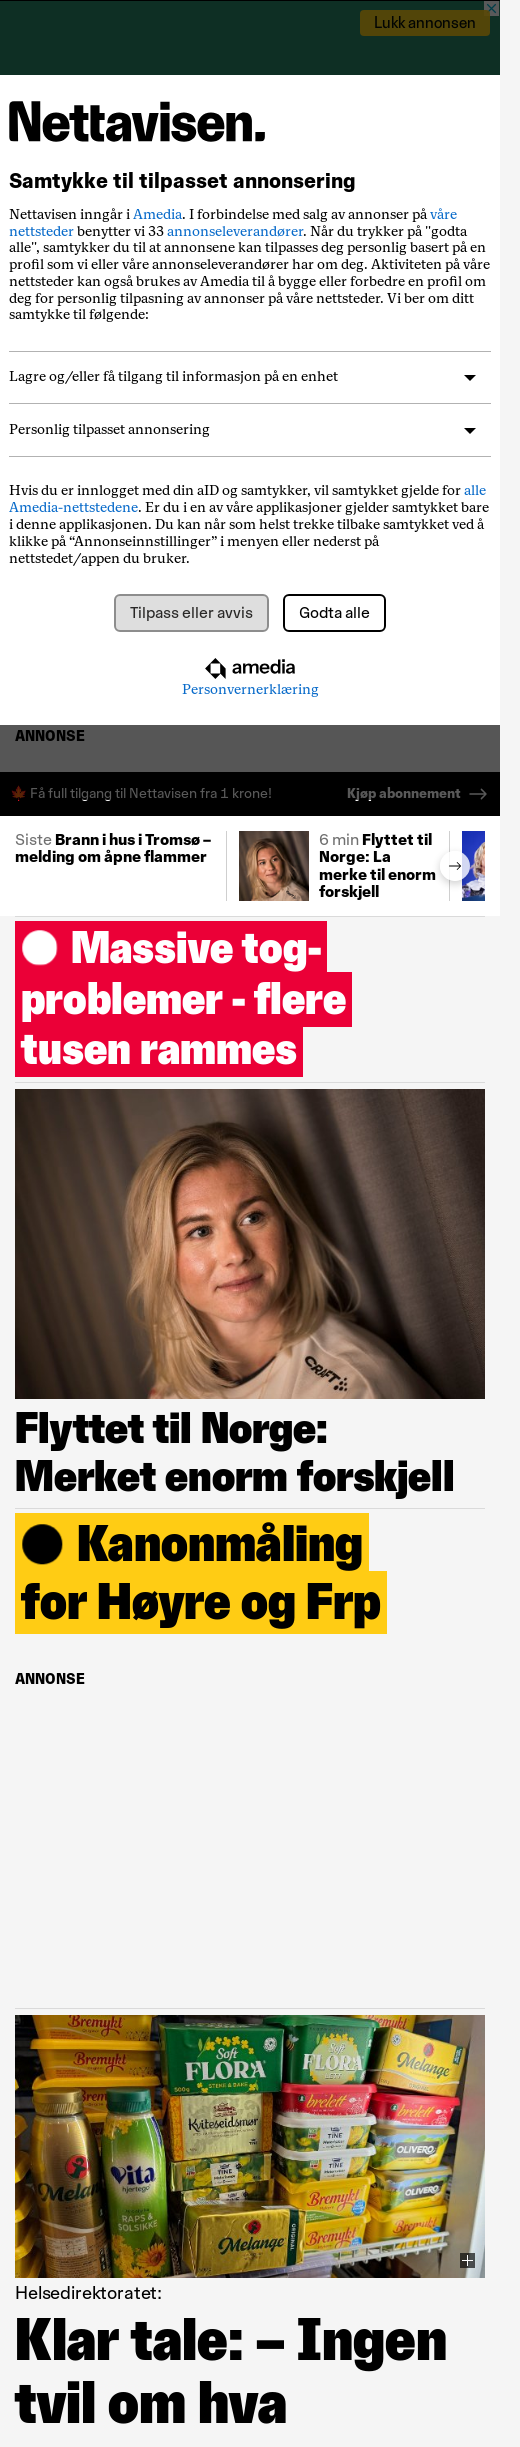 Lukk annonsen
Nettavisen.
Samtykke til tilpasset annonsering
Nettavisen inngår i Amedia. I forbindelse med salg av annonser på våre
nettsteder benytter vi 33 annonseleverandører. Når du trykker på "godta
alle", samtykker du til at annonsene kan tilpasses deg personlig basert på en
profil som vi eller våre annonseleverandører har om deg. Aktiviteten på våre
nettsteder kan også brukes av Amedia til å bygge eller forbedre en profil om
deg for personlig tilpasning av annonser på våre nettsteder. Vi ber om ditt
samtykke til følgende:
Lagre og/eller få tilgang til informasjon på en enhet
Personlig tilpasset annonsering
Hvis du er innlogget med din aID og samtykker, vil samtykket gjelde for alle
Amedia-nettstedene. Er du i en av våre applikasjoner gjelder samtykket bare
i denne applikasjonen. Du kan når som helst trekke tilbake samtykket ved å
klikke på “Annonseinnstillinger” i menyen eller nederst på
nettstedet/appen du bruker.
Tilpass eller avvis
Godta alle
amedia
Personvernerklæring
ANNONSE
Få full tilgang til Nettavisen fra 1 krone!
Kjøp abonnement
Siste Brann i hus i Tromsø –
melding om åpne flammer
6 min Flyttet til
Norge: La
merke til enorm
forskjell
Massive tog-
problemer - flere
tusen rammes
CRAFT
Flyttet til Norge:
Merket enorm forskjell
Kanonmåling
for Høyre og Frp
ANNONSE
Bremykt
Bremykt
Soft
FLORA
STEKE & BAKE
500g
Soft
FLORA
Melange
Kviteseidsmør
brelett
brelett
TINE
TINE
TINE
OLIVERO
OLIVERO
Melange
Vita
hjertego'
RAPS &
SOLSIKKE
Melange
ORIGINAL
Bremykt
Bremykt
Bremykt
Helsedirektoratet:
Klar tale: – Ingen
tvil om hva